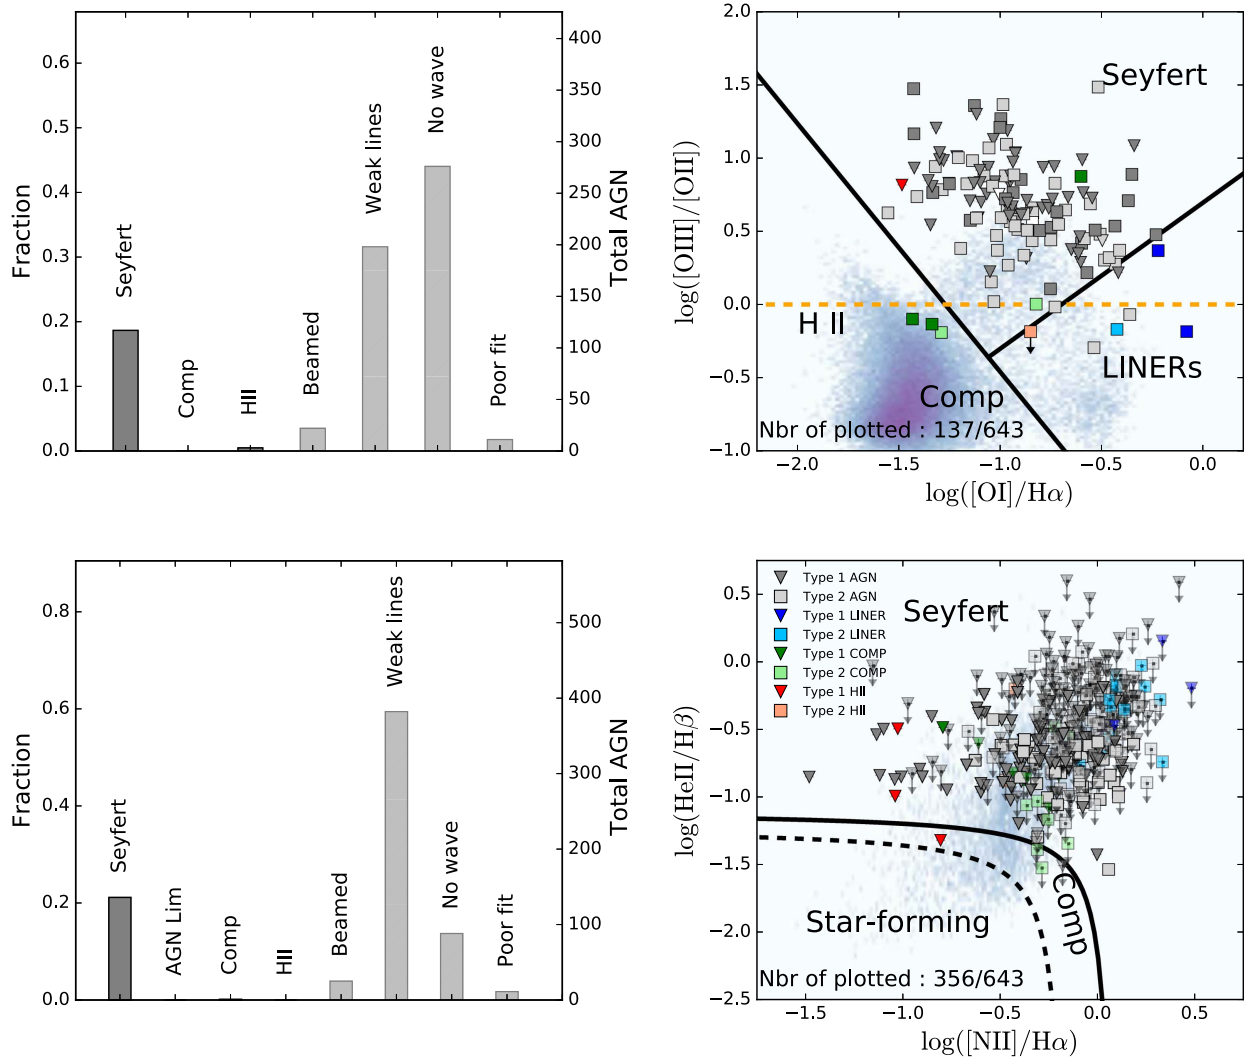 0.6
0.5
0.4
0.3
0.2
0.1
0.0
Fraction
Seyfert
Comp
HII
Beamed
Weak lines
No wave
Poor fit
400
350
300
250
200
150
100
50
0
Total AGN
2.0
1.5
1.0
0.5
0.0
−0.5
−1.0
log([OIII]/[OII])
Seyfert
H II
Comp
LINERs
Nbr of plotted : 137/643
−2.0 −1.5 −1.0 −0.5 0.0
log([OI]/Hα)
0.8
0.6
0.4
0.2
0.0
Fraction
Seyfert
AGN Lim
Comp
HII
Beamed
Weak lines
No wave
Poor fit
500
400
300
200
100
0
Total AGN
0.5
0.0
−0.5
−1.0
−1.5
−2.0
−2.5
log(HeII/Hβ)
Type 1 AGN
Type 2 AGN
Type 1 LINER
Type 2 LINER
Type 1 COMP
Type 2 COMP
Type 1 HII
Type 2 HII
Seyfert
Star-forming
Comp
Nbr of plotted : 356/643
−1.5 −1.0 −0.5 0.0 0.5
log([NII]/Hα)